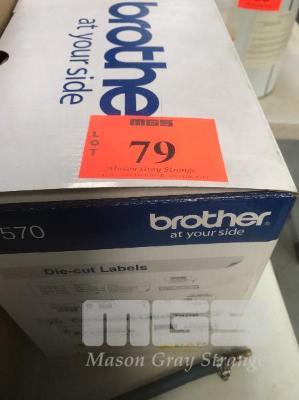 brothe
at your side
MGS
LOT
79
Mason Gray Strange
570
brother
at your side
Die-cut Labels
MGS
Mason Gray Strange